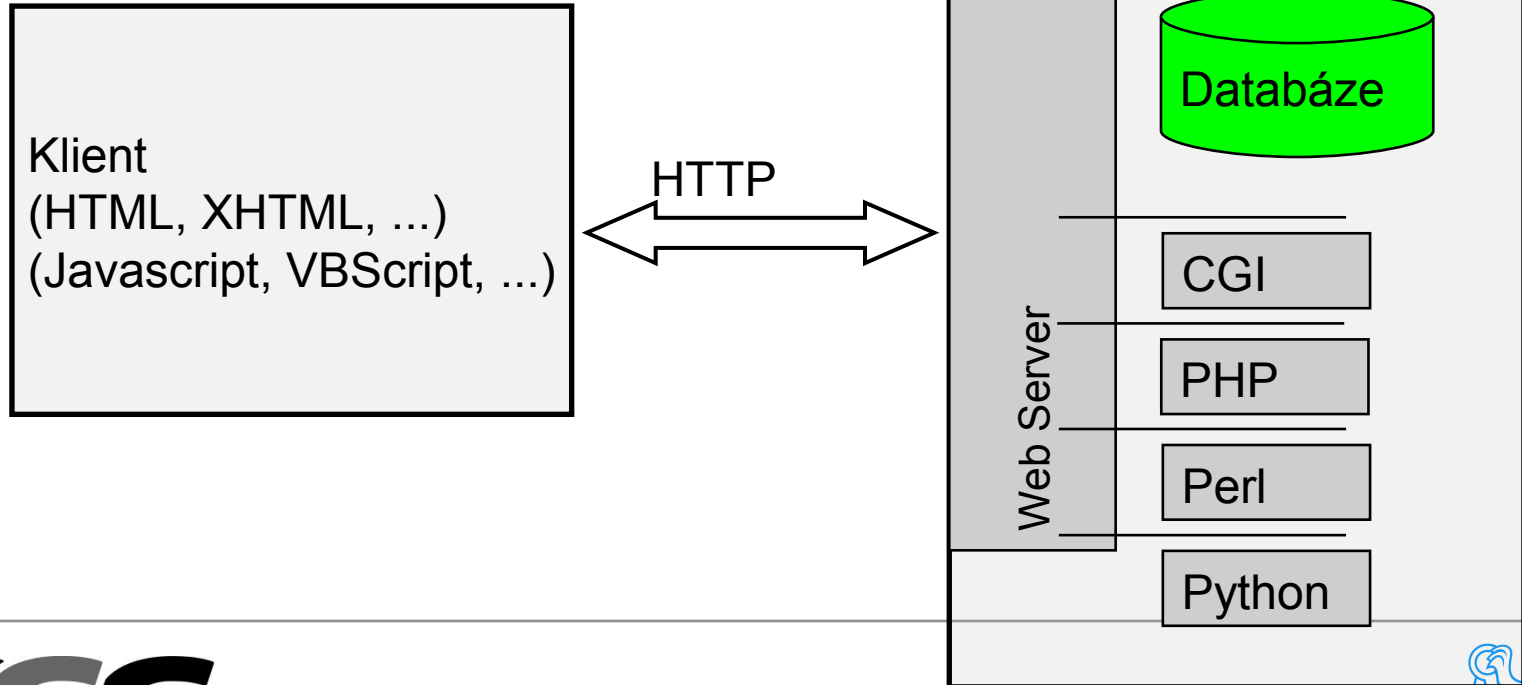 Klient
(HTML, XHTML, ...)
(Javascript, VBScript, ...)
HTTP
Web Server
Databáze
CGI
PHP
Perl
Python